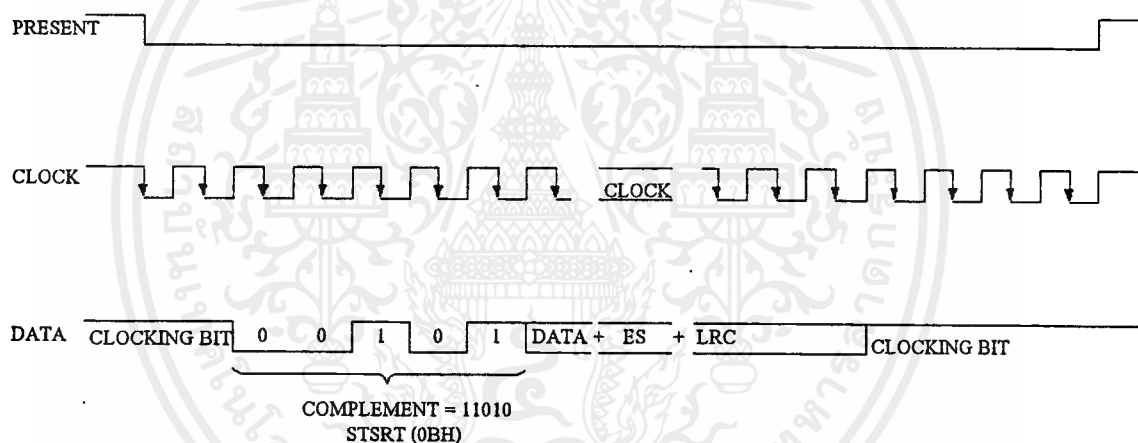 PRESENT
CLOCK
CLOCK
DATA CLOCKING BIT 0 0 1 0 1 DATA + ES + LRC CLOCKING BIT
COMPLEMENT = 11010
STSRT (0BH)